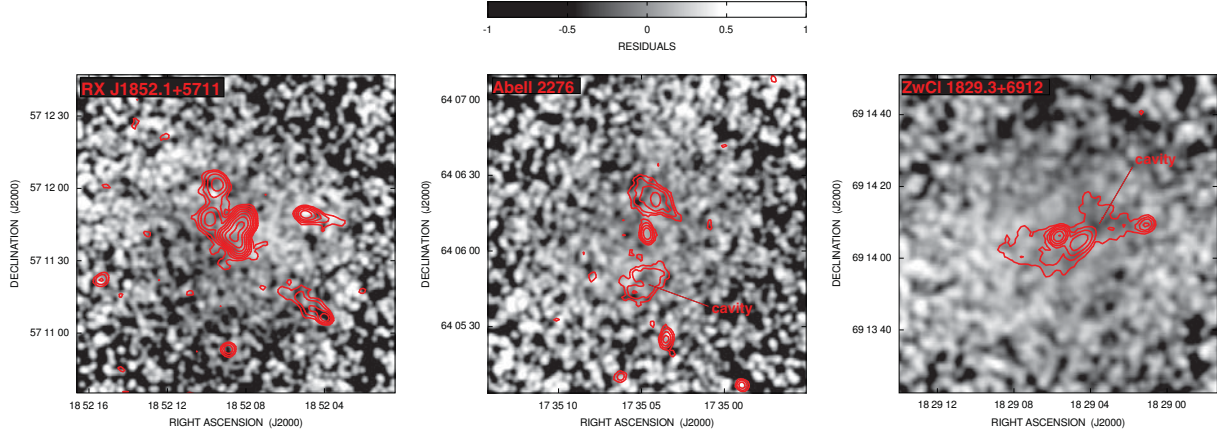 -1 -0.5 0 0.5 1
RESIDUALS
RX J1852.1+5711
57 12 30
57 12 00
57 11 30
57 11 00
DECLINATION (J2000)
18 52 16 18 52 12 18 52 08 18 52 04
RIGHT ASCENSION (J2000)
Abell 2276
64 07 00
64 06 30
64 06 00
64 05 30
DECLINATION (J2000)
cavity
17 35 10 17 35 05 17 35 00
RIGHT ASCENSION (J2000)
ZwCl 1829.3+6912
69 14 40
69 14 20
69 14 00
69 13 40
DECLINATION (J2000)
cavity
18 29 12 18 29 08 18 29 04 18 29 00
RIGHT ASCENSION (J2000)